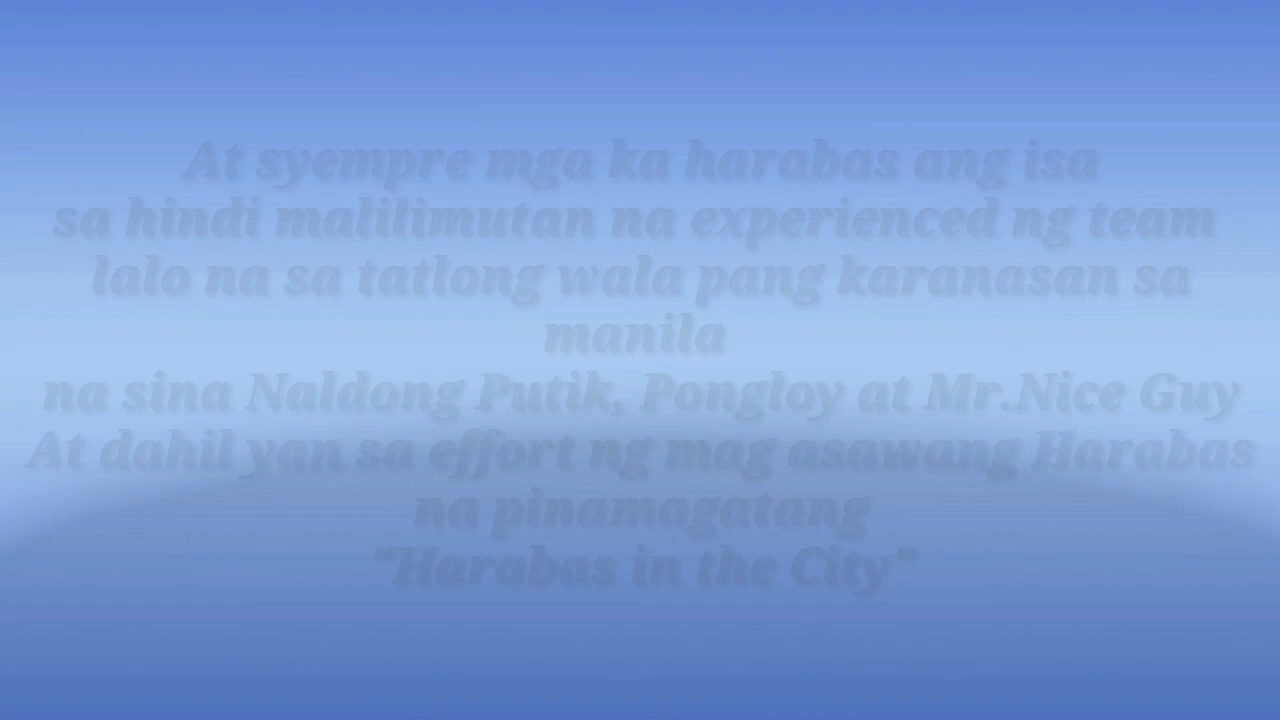 At syempre mga ka harabas ang isa
sa hindi malilimutan na experienced ng team
lalo na sa tatlong wala pang karanasan sa
manila
na sina Naldong Putik, Pongloy at Mr.Nice Guy
At dahil yan sa effort ng mag asawang Harabas
na pinamagatang
"Harabas in the City"